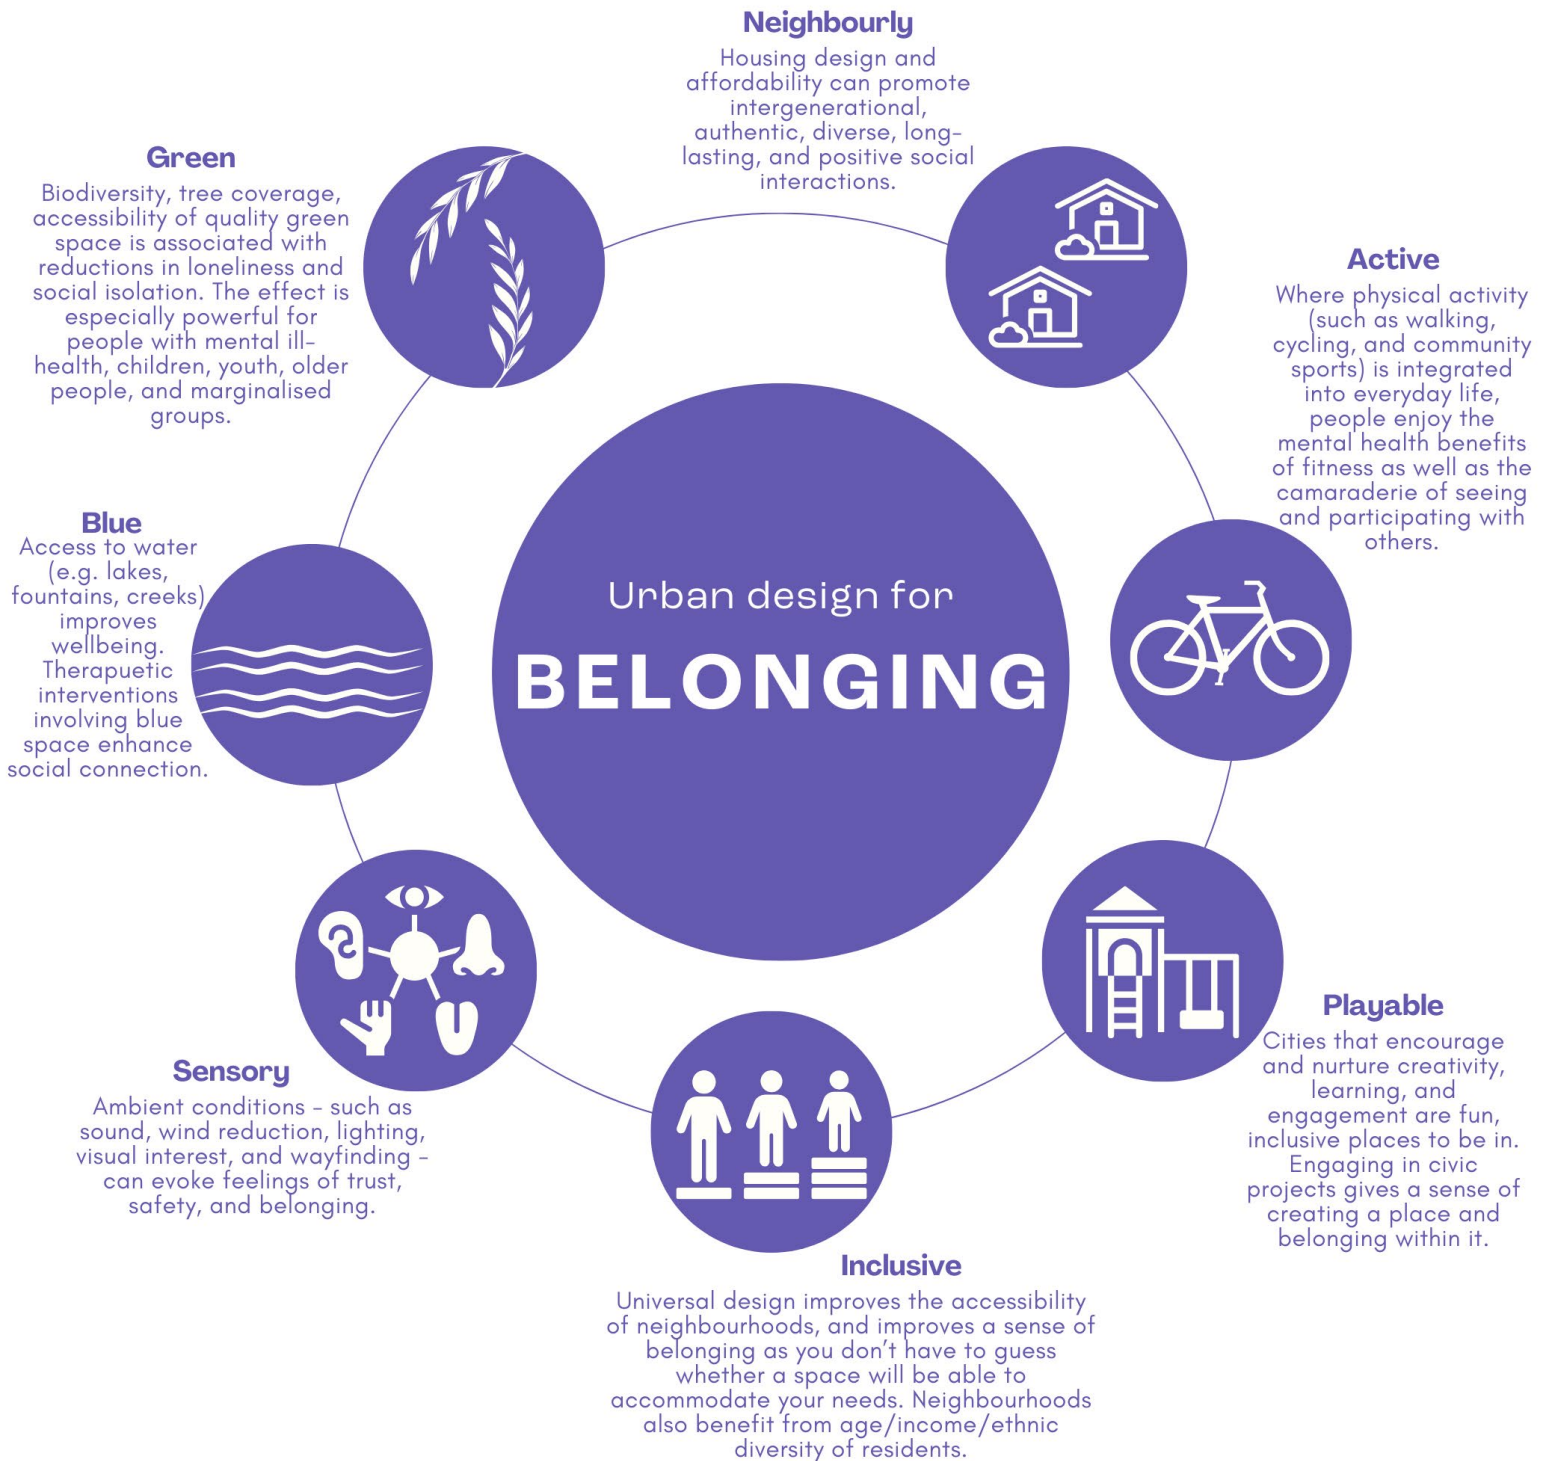 Neighbourly
Housing design and
affordability can promote
intergenerational,
authentic, diverse, long-
lasting, and positive social
interactions.
Green
Biodiversity, tree coverage,
accessibility of quality green
space is associated with
reductions in loneliness and
social isolation. The effect is
especially powerful for
people with mental ill-
health, children, youth, older
people, and marginalised
groups.
Active
Where physical activity
(such as walking,
cycling, and community
sports) is integrated
into everyday life,
people enjoy the
mental health benefits
of fitness as well as the
camaraderie of seeing
and participating with
others.
Blue
Access to water
(e.g. lakes,
fountains, creeks)
improves
wellbeing.
Therapuetic
interventions
involving blue
space enhance
social connection.
Urban design for
BELONGING
Playable
Cities that encourage
and nurture creativity,
learning, and
engagement are fun,
inclusive places to be in.
Engaging in civic
projects gives a sense of
creating a place and
belonging within it.
Sensory
Ambient conditions - such as
sound, wind reduction, lighting,
visual interest, and wayfinding -
can evoke feelings of trust,
safety, and belonging.
Inclusive
Universal design improves the accessibility
of neighbourhoods, and improves a sense of
belonging as you don't have to guess
whether a space will be able to
accommodate your needs. Neighbourhoods
also benefit from age/income/ethnic
diversity of residents.